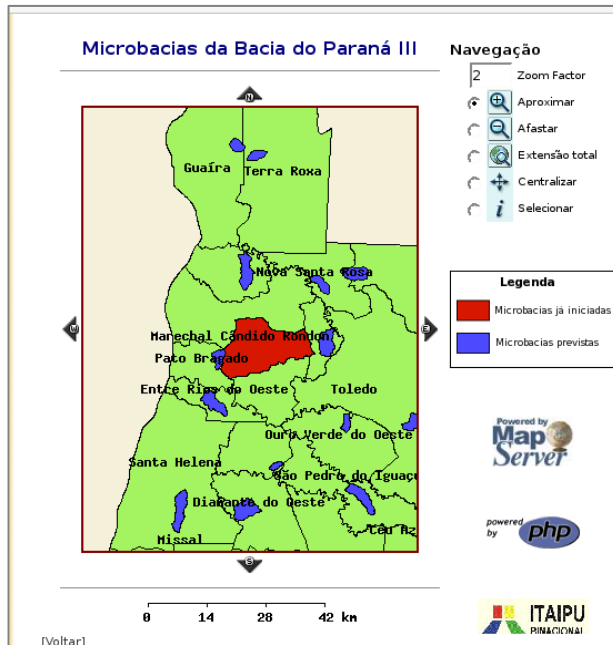 Microbacias da Bacia do Paraná III
N
Guaíra
Terra Roxa
Nova Santa Rosa
Marechal Cândido Rondon
Pato Bragado
Entre Rios do Oeste
Toledo
Ouro Verde do Oeste
Santa Helena
São Pedro do Iguaçu
Diamante do Oeste
Missal
Céu Az
W
E
S
0 14 28 42 km
[Voltar]
Navegação
2 Zoom Factor
Aproximar
Afastar
Extensão total
Centralizar
i Selecionar
Legenda
Microbacias já iniciadas
Microbacias previstas
Powered by
Map
Server
powered
by php
ITAIPU
BINACIONAL